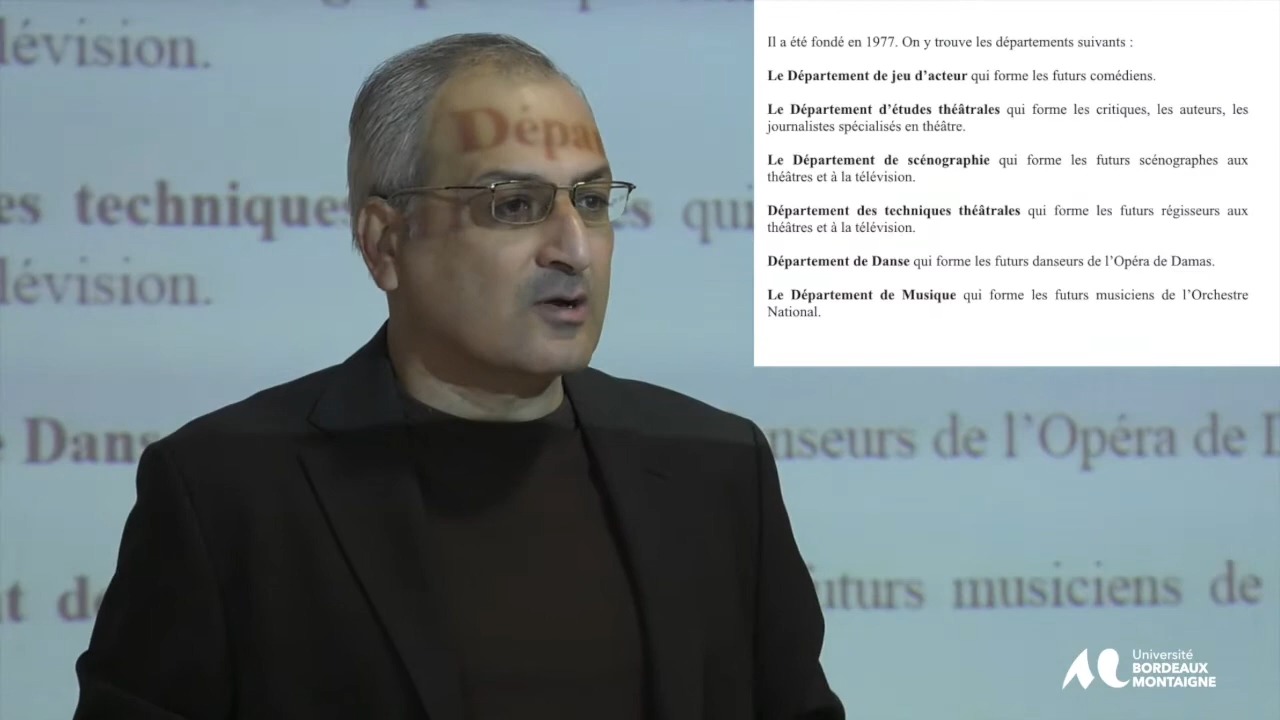 Il a été fondé en 1977. On y trouve les départements suivants :
Le Département de jeu d’acteur qui forme les futurs comédiens.
Le Département d’études théâtrales qui forme les critiques, les auteurs, les
journalistes spécialisés en théâtre.
Le Département de scénographie qui forme les futurs scénographes aux
théâtres et à la télévision.
Département des techniques théâtrales qui forme les futurs régisseurs aux
théâtres et à la télévision.
Département de Danse qui forme les futurs danseurs de l’Opéra de Damas.
Le Département de Musique qui forme les futurs musiciens de l’Orchestre
National.
lévision.
Dépar
es techniques es qui
lévision.
Dans nseurs de l’Opéra de D
t de futurs musiciens de
Université
BORDEAUX
MONTAIGNE